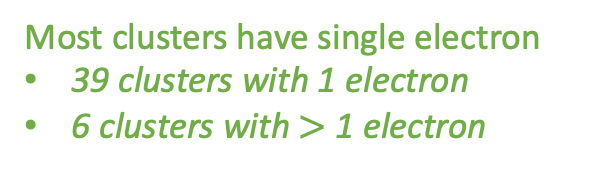 Most clusters have single electron
• 39 clusters with 1 electron
• 6 clusters with > 1 electron